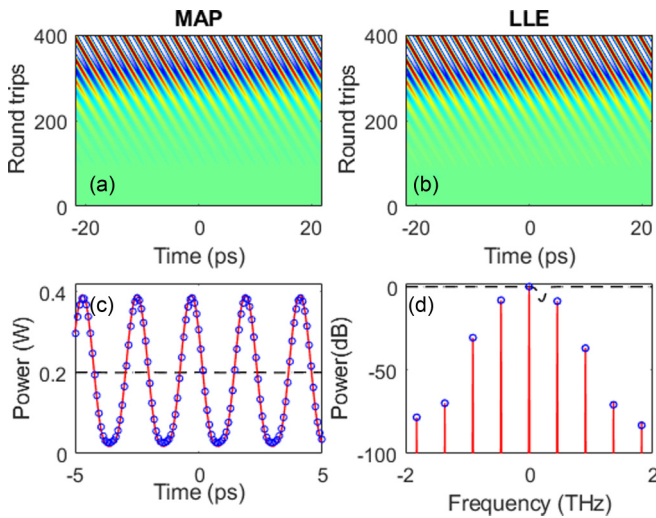 MAP
LLE
400
200
0
Round trips
(a)
-20
0
20
Time (ps)
400
200
0
Round trips
(b)
-20
0
20
Time (ps)
0.4
0.2
0
Power (W)
(c)
-5
0
5
Time (ps)
0
-50
-100
Power(dB)
(d)
-2
0
2
Frequency (THz)